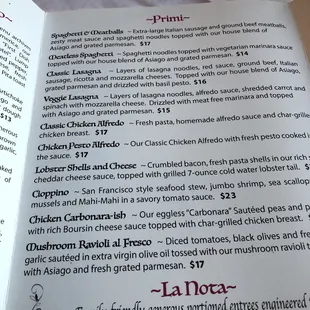 ~Primi~
Spaghetti & Meatballs ~ Extra-large Italian sausage and ground beef meatballs,
zesty meat sauce and spaghetti noodles topped with our house blend of
Asiago and grated parmesan. $17
Meatless Spaghetti ~ Spaghetti noodles topped with vegetarian marinara sauce
topped with our house blend of Asiago and grated parmesan. $14
Classic Lasagna ~ Layers of lasagna noodles, red sauce, ground beef, Italian
sausage, ricotta and mozzarella cheeses. Topped with our house blend of Asiago,
grated parmesan and drizzled with basil pesto. $16
Veggie Lasagna ~ Layers of lasagna noodles, alfredo sauce, shredded carrot and
spinach with mozzarella cheese. Drizzled with meat free marinara and topped
with Asiago and grated parmesan. $15
Classic Chicken Alfredo ~ Fresh pasta, homemade alfredo sauce and char-grilled
chicken breast. $17
Chicken Pesto Alfredo ~ Our Classic Chicken Alfredo with fresh pesto cooked in
the sauce. $17
Lobster Shells and Cheese ~ Crumbled bacon, fresh pasta shells in our rich
cheddar cheese sauce, topped with grilled 7-ounce cold water lobster tail.
Cioppino ~ San Francisco style seafood stew, jumbo shrimp, sea scallop
mussels and Mahi-Mahi in a savory tomato sauce. $23
Chicken Carbonara-ish ~ Our eggless "Carbonara" Sautéed peas and
with rich Boursin cheese sauce topped with char-grilled chicken breast.
Mushroom Ravioli al Fresco ~ Diced tomatoes, black olives and fre
garlic sautéed in extra virgin olive oil tossed with our mushroom ravioli
with Asiago and fresh grated parmesan. $17
~La Nota~
Family friendly generous portioned entrees engineered